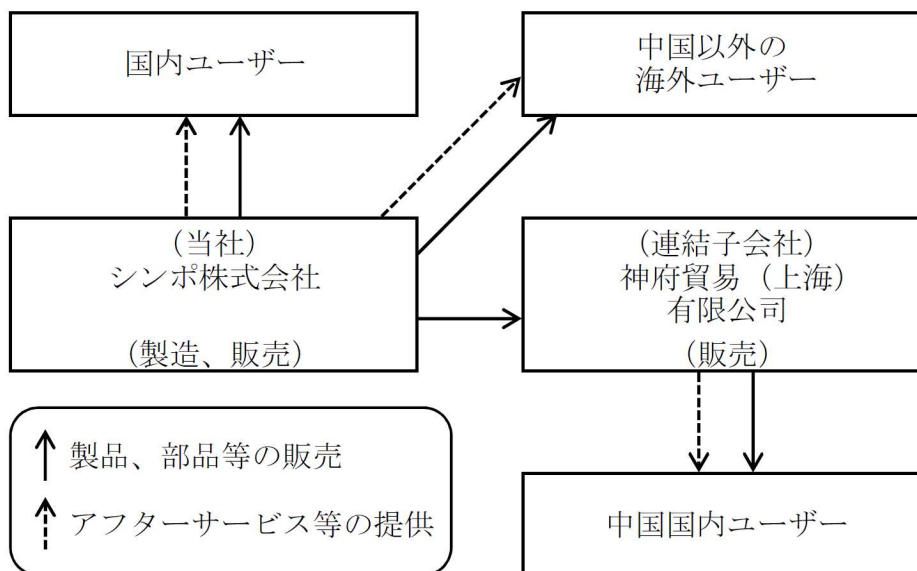 国内ユーザー
中国以外の
海外ユーザー
（当社）
シンポ株式会社
（製造、販売）
（連結子会社）
神府貿易（上海）
有限公司
（販売）
製品、部品等の販売
アフターサービス等の提供
中国国内ユーザー